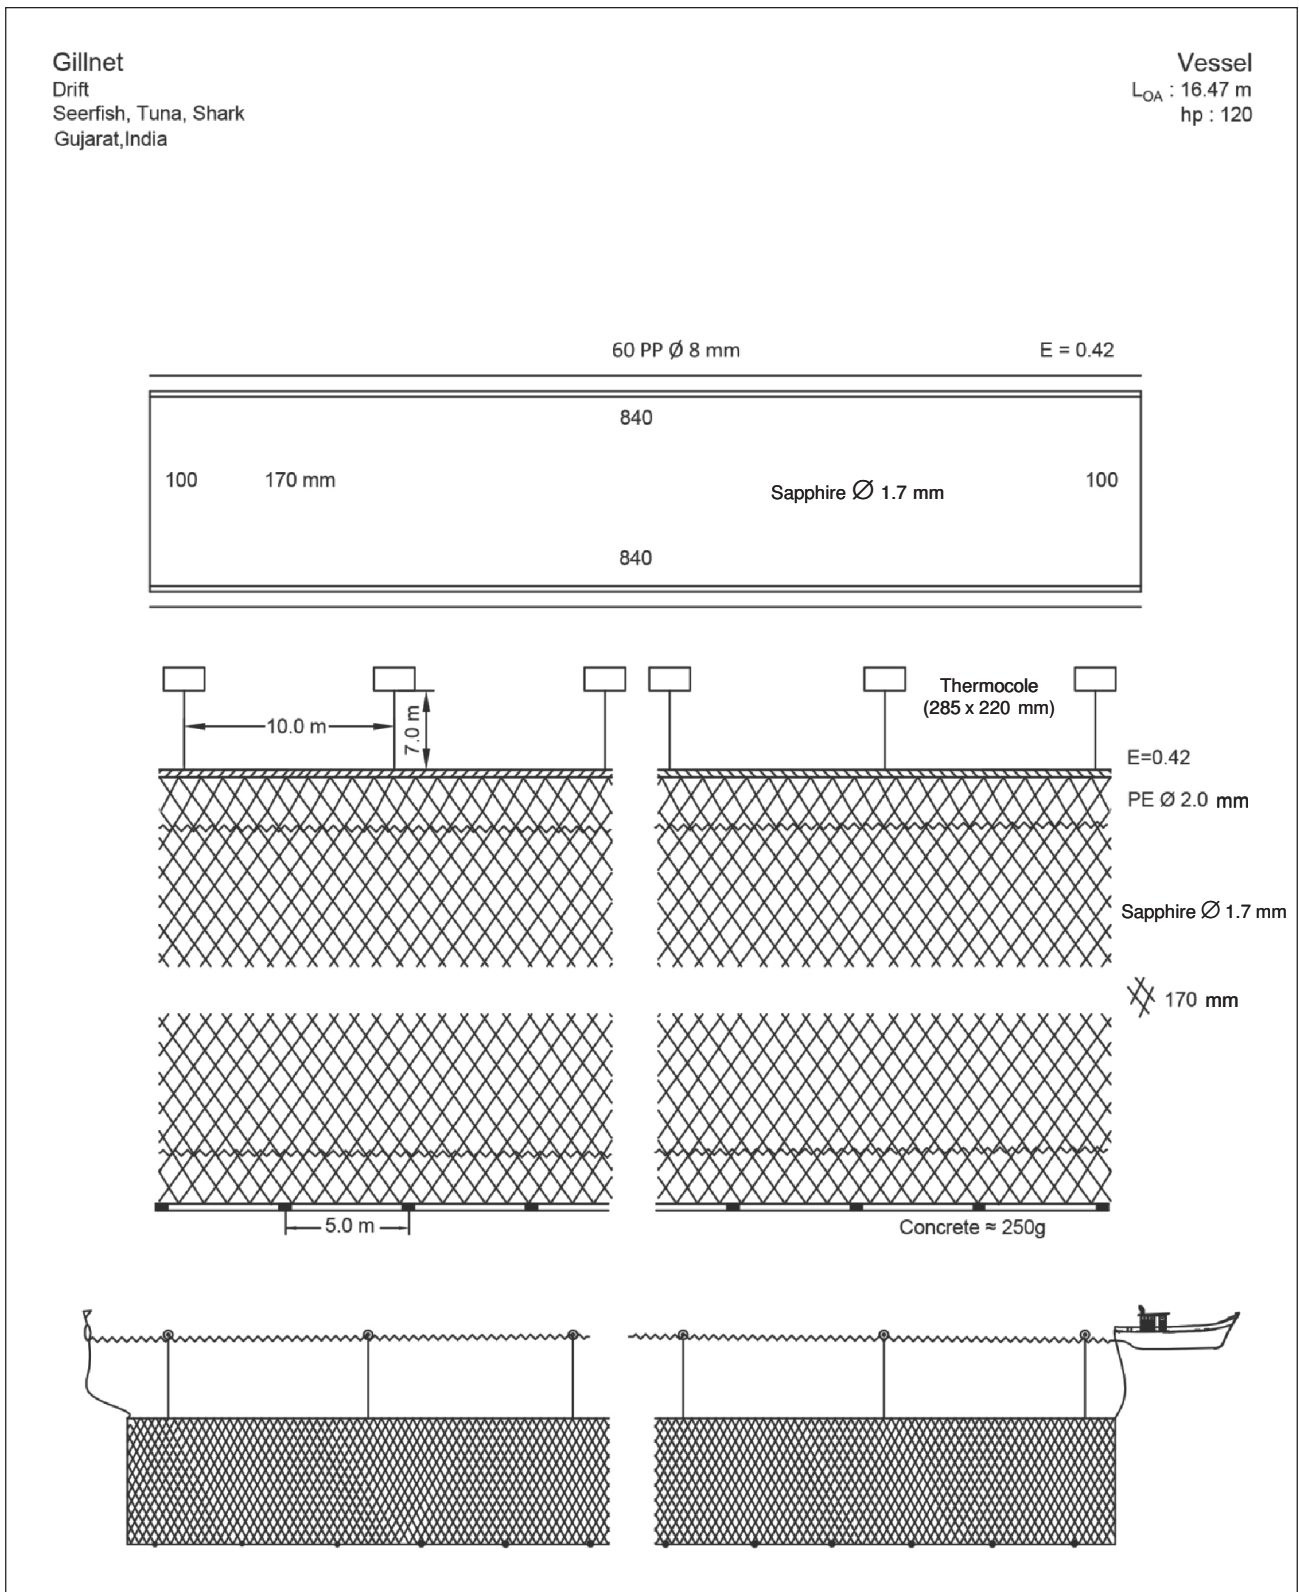 Gillnet
Drift
Seerfish, Tuna, Shark
Gujarat,India
Vessel
LOA : 16.47 m
hp : 120
60 PP Ø 8 mm
E = 0.42
840
100
170 mm
Sapphire Ø 1.7 mm
100
840
Thermocole
(285 x 220 mm)
10.0 m
7.0 m
E=0.42
PE Ø 2.0 mm
Sapphire Ø 1.7 mm
170 mm
5.0 m
Concrete ≈ 250g